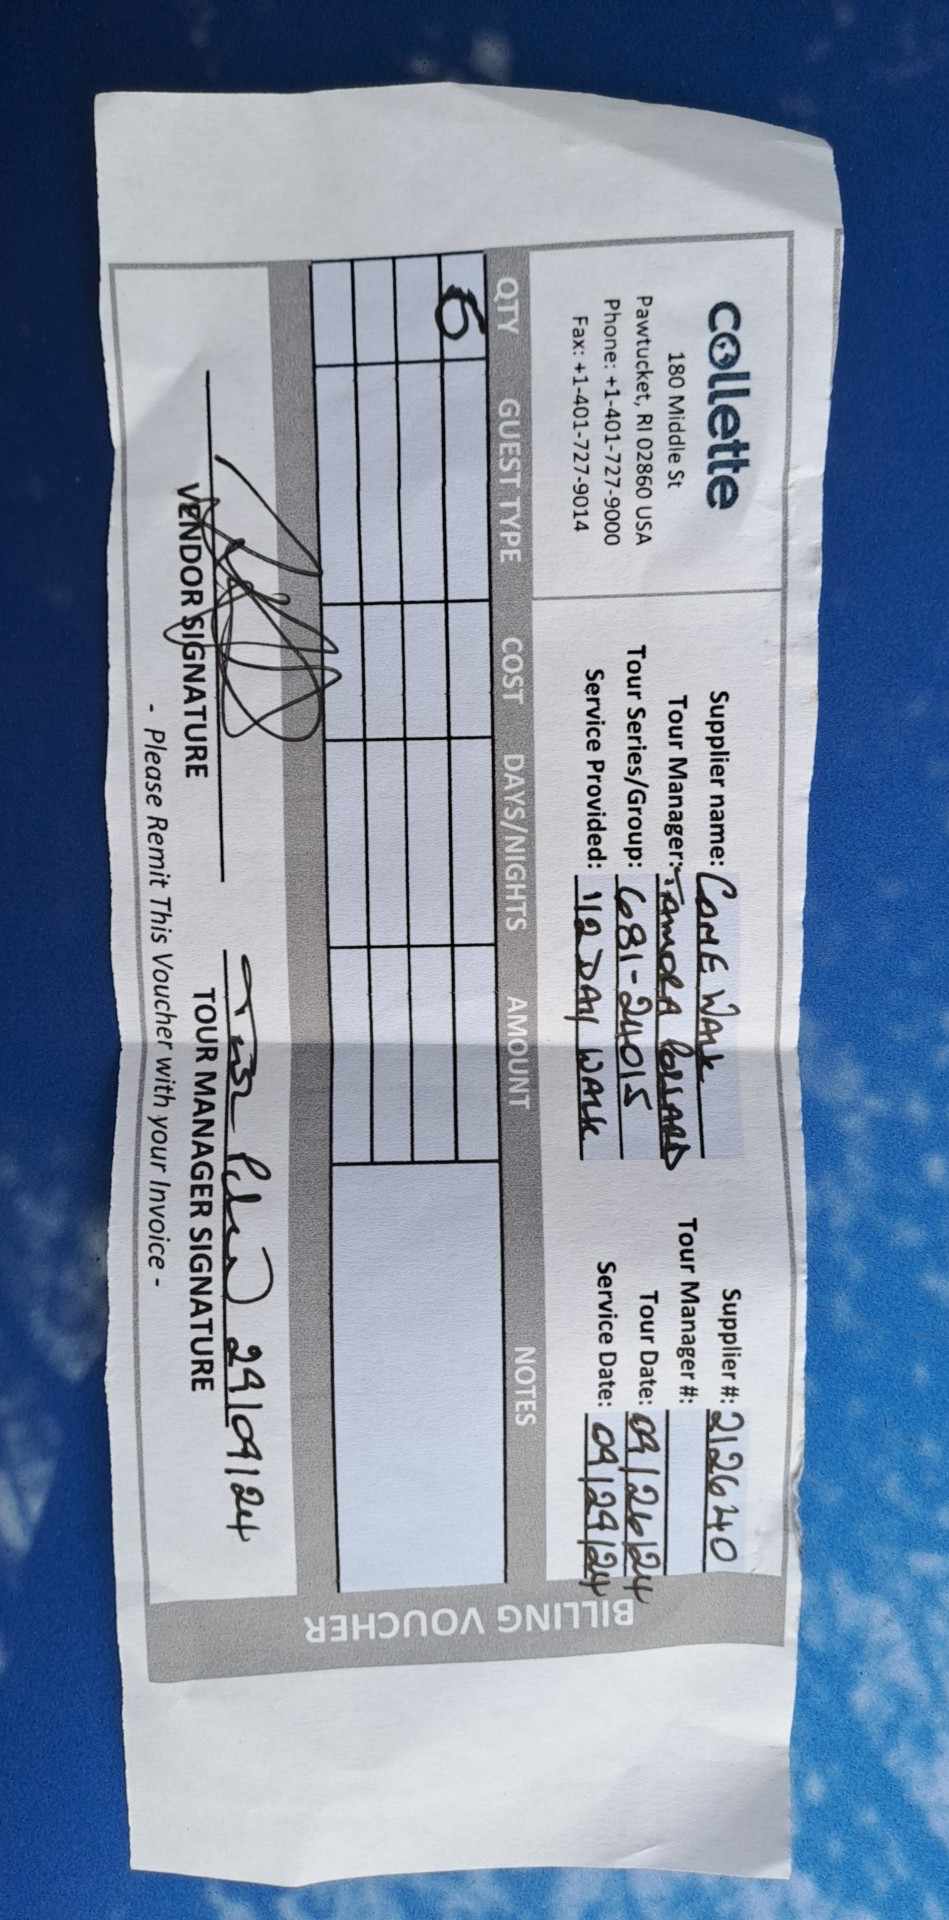 collette
180 Middle St
Pawtucket, RI 02860 USA
Phone: +1-401-727-9000
Fax: +1-401-727-9014
Supplier name: COME WALK
Tour Manager:
Tour Series/Group: 681-24015
Service Provided: 1/2 DAY WALK
Supplier #: 212640
Tour Manager #:
Tour Date: 09/26/24
Service Date: 09/29/24
QTY GUEST TYPE COST DAYS/NIGHTS AMOUNT NOTES
6
29/09/24
VENDOR SIGNATURE TOUR MANAGER SIGNATURE
- Please Remit This Voucher with your Invoice -
BILLING VOUCHER